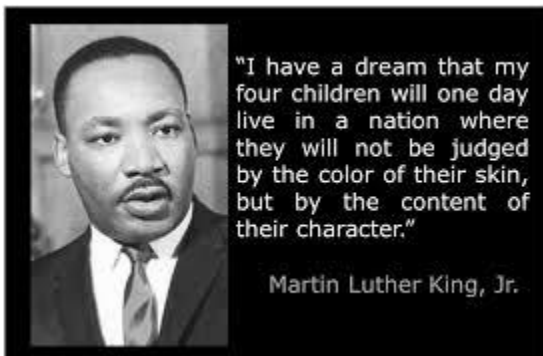 “I have a dream that my
four children will one day
live in a nation where
they will not be judged
by the color of their skin,
but by the content of
their character.”
Martin Luther King, Jr.